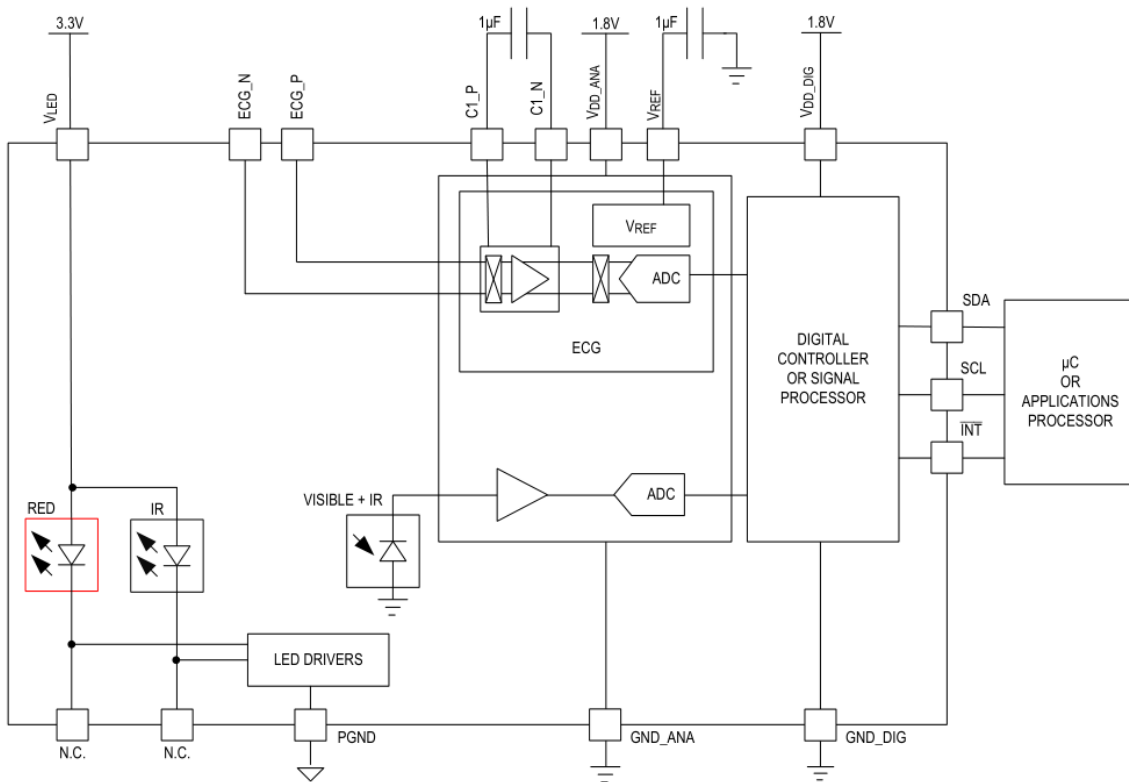 3.3V
1µF
1.8V
1µF
1.8V
VLED
ECG_N
ECG_P
C1_P
C1_N
VDD_ANA
VREF
VDD_DIG
VREF
ADC
ECG
DIGITAL
CONTROLLER
OR SIGNAL
PROCESSOR
SDA
SCL
INT
µC
OR
APPLICATIONS
PROCESSOR
RED
IR
VISIBLE + IR
ADC
LED DRIVERS
N.C.
N.C.
PGND
GND_ANA
GND_DIG